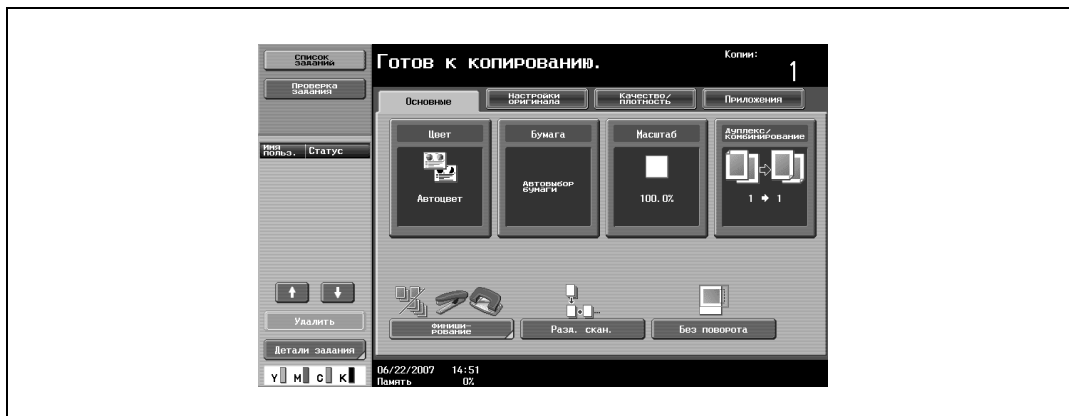 Список
заданий
Проверка
задания
Имя
польз.
Статус
Удалить
Детали задания
Y M C K
Готов к копированию.
Копии:
1
Основные
Настройки
оригинала
Качество/
плотность
Приложения
Цвет
Автоцвет
Бумага
Автовыбор
бумаги
Масштаб
100.0%
Дуплекс/
комбинирование
1 → 1
Финиши-
рование
Разд. скан.
Без поворота
06/22/2007 14:51
Память 0%